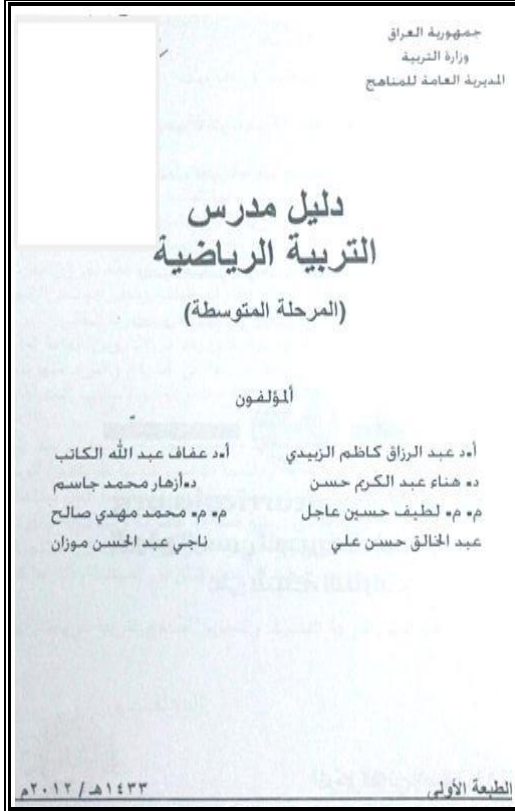 جمهورية العراق
وزارة التربية
المديرية العامة للمناهج
دليل مدرس
التربية الرياضية
(المرحلة المتوسطة)
المؤلفون
أ.د عبد الرزاق كاظم الزبيدي أ.د عفاف عبد الله الكاتب
د. هناء عبد الكريم حسن د.أزهار محمد جاسم
م. م. لطيف حسين عاجل م. م. محمد مهدي صالح
عبد الخالق حسن علي ناجي عبد الحسن موزان
الطبعة الأولى ١٤٣٣هـ / ٢٠١٢م